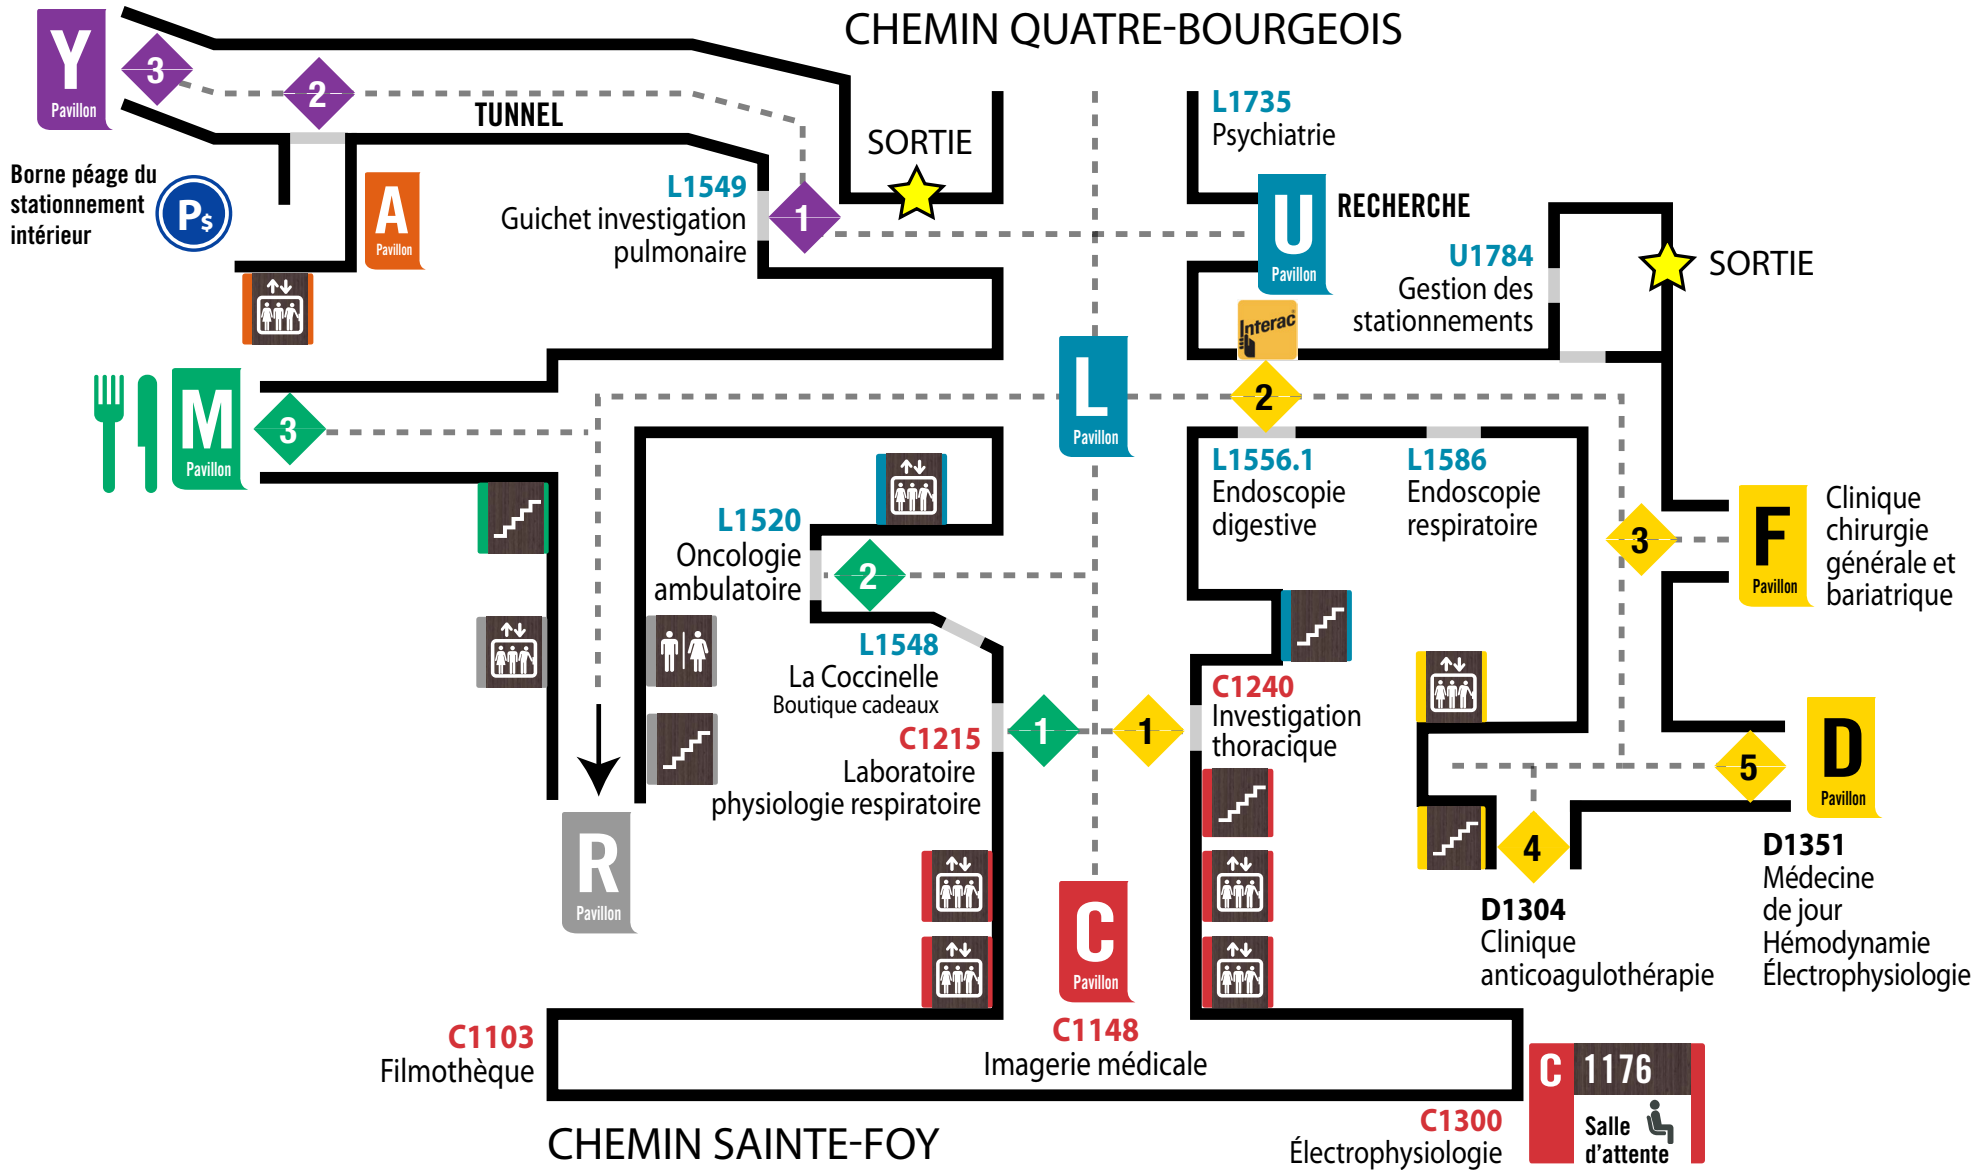 CHEMIN QUATRE-BOURGEOIS
Y
Pavillon
3
2
TUNNEL
SORTIE
L1735
Psychiatrie
Borne péage du
stationnement
intérieur
P$
A
Pavillon
L1549
Guichet investigation
pulmonaire
1
U
Pavillon
RECHERCHE
U1784
Gestion des
stationnements
SORTIE
Interac
M
Pavillon
3
L
Pavillon
2
L1556.1
Endoscopie
digestive
L1586
Endoscopie
respiratoire
3
F
Pavillon
Clinique
chirurgie
générale et
bariatrique
L1520
Oncologie
ambulatoire
2
L1548
La Coccinelle
Boutique cadeaux
C1215
Laboratoire
physiologie respiratoire
1
1
C1240
Investigation
thoracique
5
D
Pavillon
4
D1351
Médecine
de jour
Hémodynamie
Électrophysiologie
D1304
Clinique
anticoagulothérapie
R
Pavillon
C
Pavillon
C1148
Imagerie médicale
C1103
Filmothèque
C 1176
Salle
d'attente
C1300
Électrophysiologie
CHEMIN SAINTE-FOY